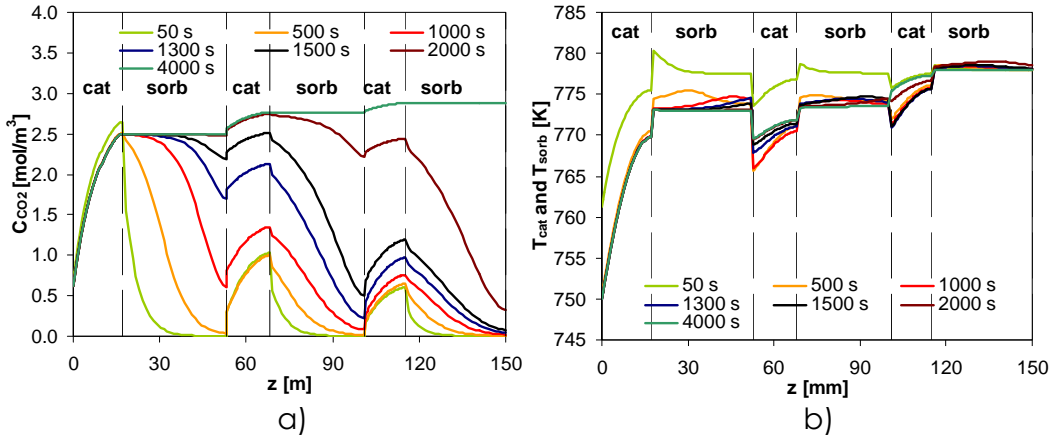 4.0
3.5
3.0
2.5
2.0
1.5
1.0
0.5
0.0
C_CO2 [mol/m³]
50 s 500 s 1000 s
1300 s 1500 s 2000 s
4000 s
cat sorb cat sorb cat sorb
0 30 60 90 120 150
z [m]
a)
785
780
775
770
765
760
755
750
745
T_cat and T_sorb [K]
cat sorb cat sorb cat sorb
50 s 500 s 1000 s
1300 s 1500 s 2000 s
4000 s
0 30 60 90 120 150
z [mm]
b)